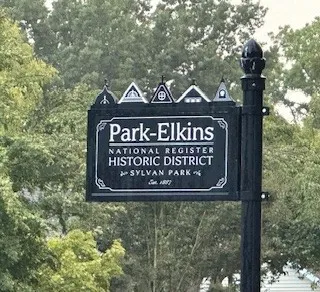 Park-Elkins
NATIONAL REGISTER
HISTORIC DISTRICT
SYLVAN PARK
Est. 1887